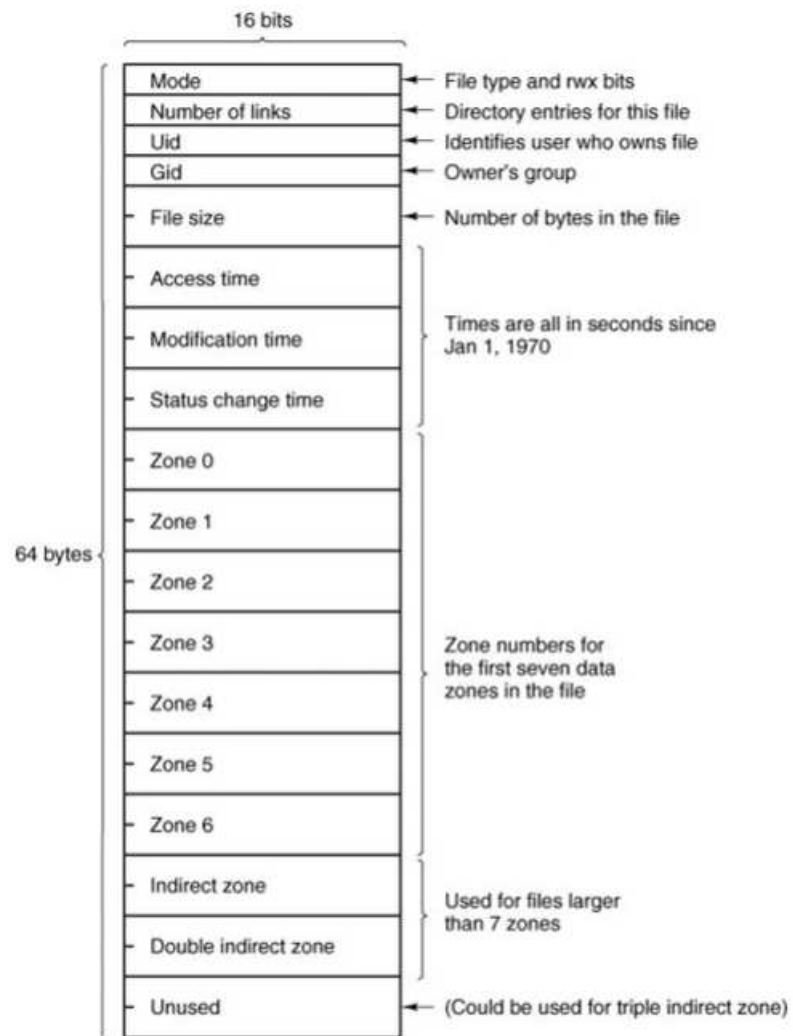 16 bits
Mode
File type and rwx bits
Number of links
Directory entries for this file
Uid
Identifies user who owns file
Gid
Owner's group
File size
Number of bytes in the file
Access time
Modification time
Times are all in seconds since
Jan 1, 1970
Status change time
Zone 0
Zone 1
64 bytes
Zone 2
Zone 3
Zone numbers for
the first seven data
zones in the file
Zone 4
Zone 5
Zone 6
Indirect zone
Used for files larger
than 7 zones
Double indirect zone
Unused
(Could be used for triple indirect zone)